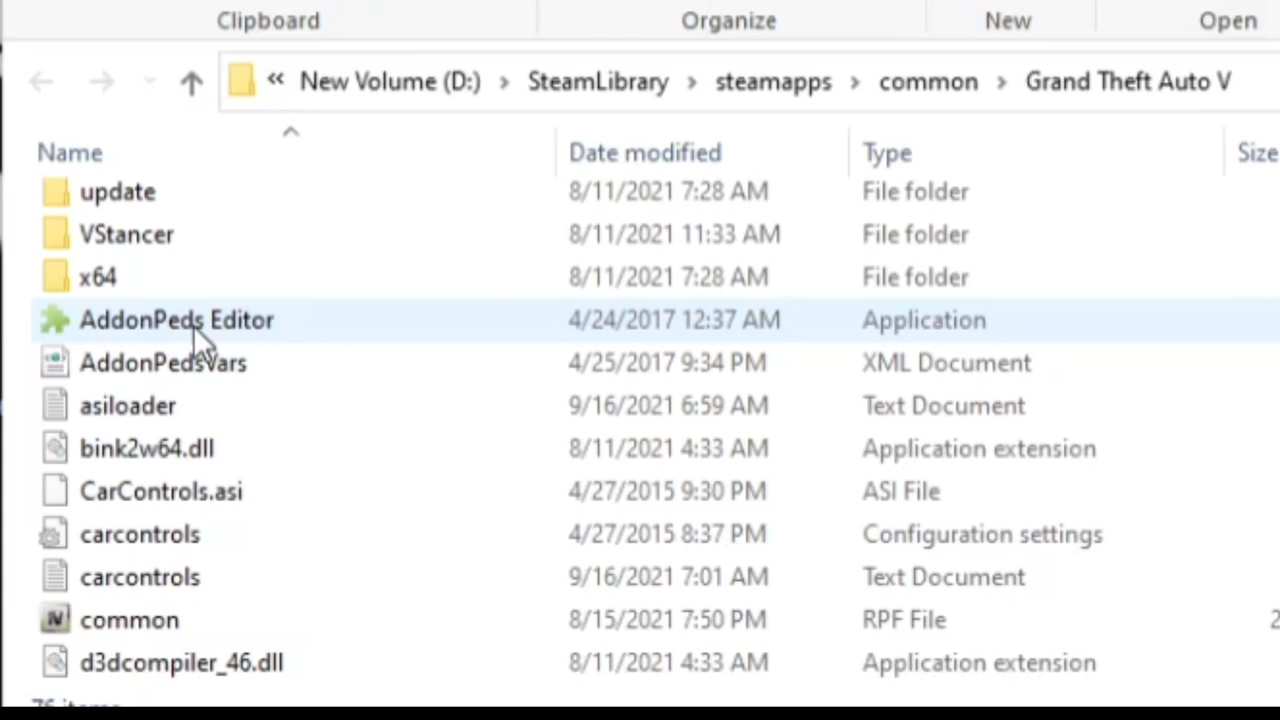 Clipboard Organize New Open
« New Volume (D:) › SteamLibrary › steamapps › common › Grand Theft Auto V
Name Date modified Type Size
update 8/11/2021 7:28 AM File folder
VStancer 8/11/2021 11:33 AM File folder
x64 8/11/2021 7:28 AM File folder
AddonPeds Editor 4/24/2017 12:37 AM Application
AddonPedsVars 4/25/2017 9:34 PM XML Document
asiloader 9/16/2021 6:59 AM Text Document
bink2w64.dll 8/11/2021 4:33 AM Application extension
CarControls.asi 4/27/2015 9:30 PM ASI File
carcontrols 4/27/2015 8:37 PM Configuration settings
carcontrols 9/16/2021 7:01 AM Text Document
common 8/15/2021 7:50 PM RPF File 2
d3dcompiler_46.dll 8/11/2021 4:33 AM Application extension